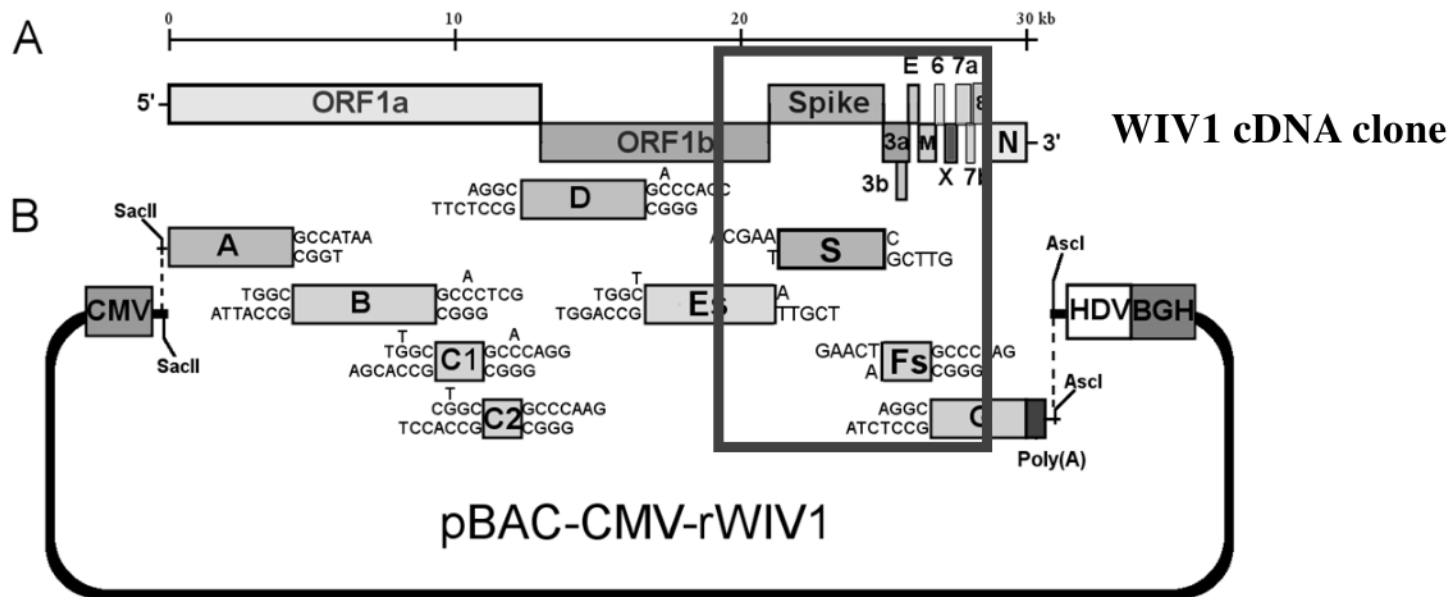 0 10 20 30 kb
A
E 6 7a
5' ORF1a Spike 8
ORF1b 3a M N 3'
WIV1 cDNA clone
3b X 7b
B
SacII
A GCCATAA
CGGT
AGGC D GCCCACC
TTCTCCG CGGG
A
ACGAA S C
T GCTTG
AscI
CMV
SacII
TGGC B GCCCTCG
ATTACCG CGGG
A
T
TGGC Es A
TGGACCG TTGCT
HDV BGH
T A
TGGC C1 GCCCAGG
AGCACCG CGGG
GAACT Fs GCCC AG
A CGGG
AscI
T
CGGC C2 GCCCAAG
TCCACCG CGGG
AGGC
ATCTCCG
Poly(A)
pBAC-CMV-rWIV1